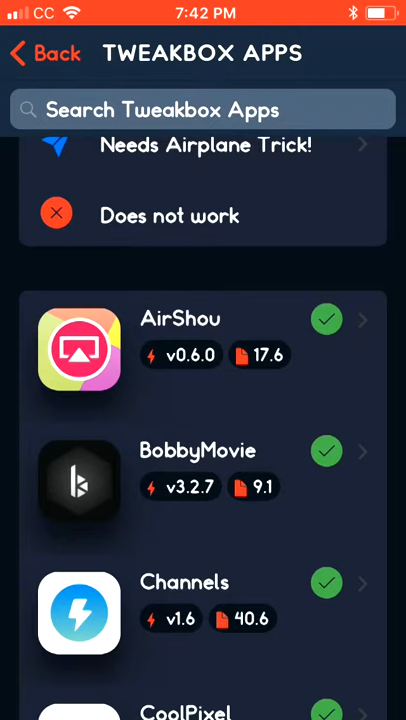 CC 7:42 PM
Back TWEAKBOX APPS
Search Tweakbox Apps
Needs Airplane Trick!
Does not work
AirShou
v0.6.0 17.6
BobbyMovie
v3.2.7 9.1
Channels
v1.6 40.6
CoolPixel